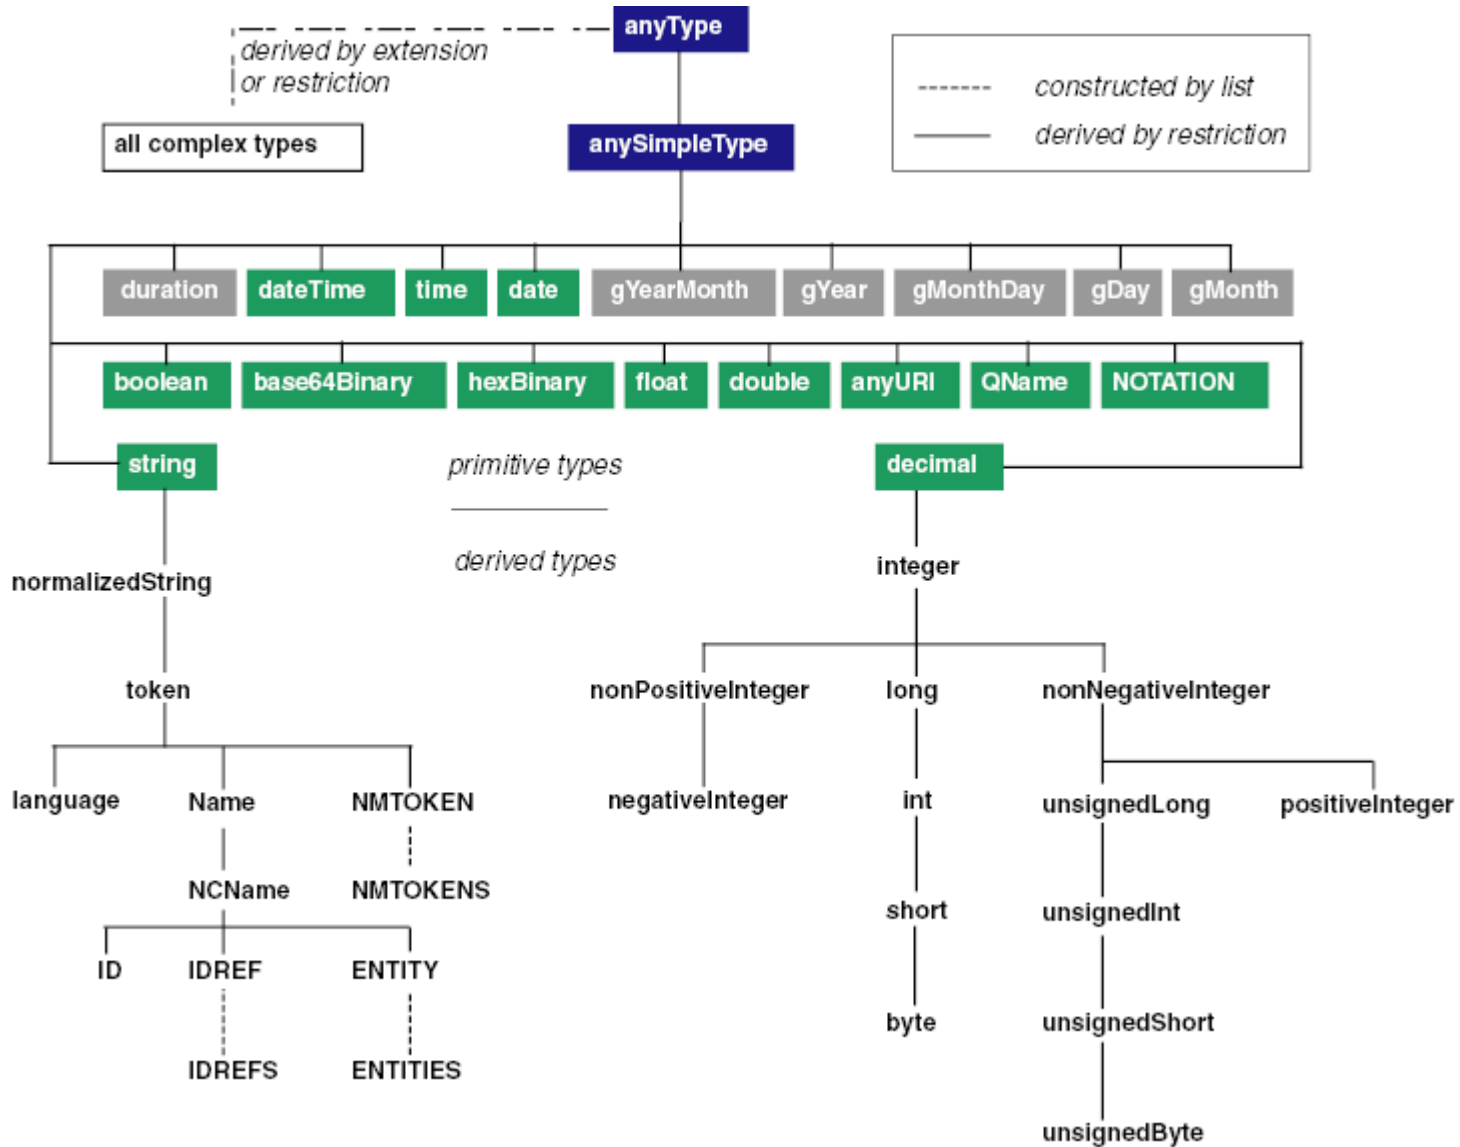 anyType
derived by extension
or restriction
constructed by list
derived by restriction
all complex types
anySimpleType
duration dateTime time date gYearMonth gYear gMonthDay gDay gMonth
boolean base64Binary hexBinary float double anyURI QName NOTATION
string primitive types decimal
derived types
integer
normalizedString
token nonPositiveInteger long nonNegativeInteger
language Name NMTOKEN negativeInteger int unsignedLong positiveInteger
NCName NMTOKENS
short unsignedInt
ID IDREF ENTITY
byte unsignedShort
IDREFS ENTITIES
unsignedByte